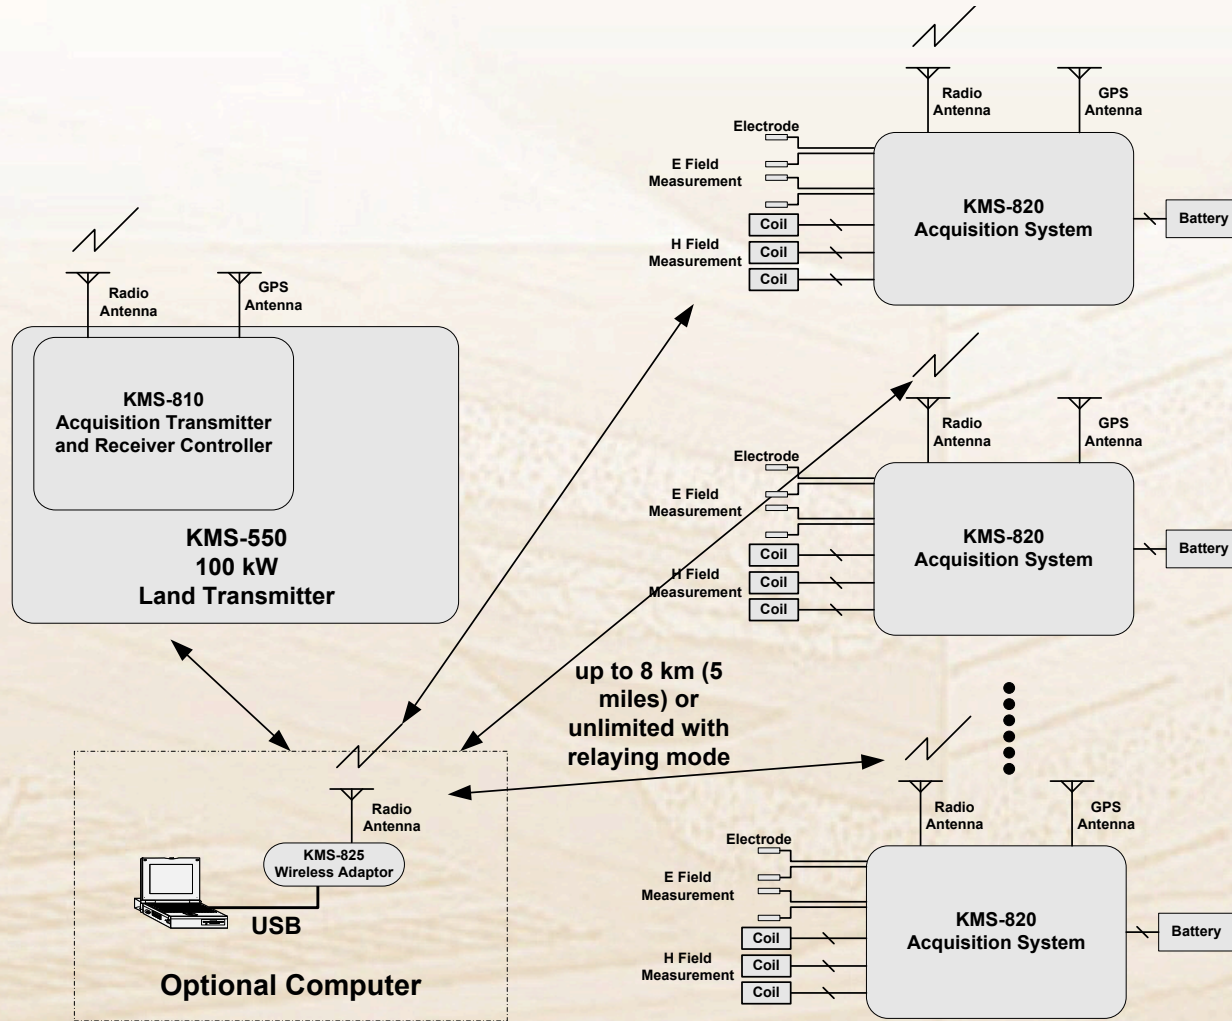 Radio
Antenna
GPS
Antenna
KMS-810
Acquisition Transmitter
and Receiver Controller
KMS-550
100 kW
Land Transmitter
Radio
Antenna
GPS
Antenna
Electrode
E Field
Measurement
H Field
Measurement
Coil
Coil
Coil
KMS-820
Acquisition System
Battery
Radio
Antenna
GPS
Antenna
Electrode
E Field
Measurement
H Field
Measurement
Coil
Coil
Coil
KMS-820
Acquisition System
Battery
up to 8 km (5
miles) or
unlimited with
relaying mode
Radio
Antenna
GPS
Antenna
Electrode
E Field
Measurement
H Field
Measurement
Coil
Coil
Coil
KMS-820
Acquisition System
Battery
Radio
Antenna
KMS-825
Wireless Adaptor
USB
Optional Computer